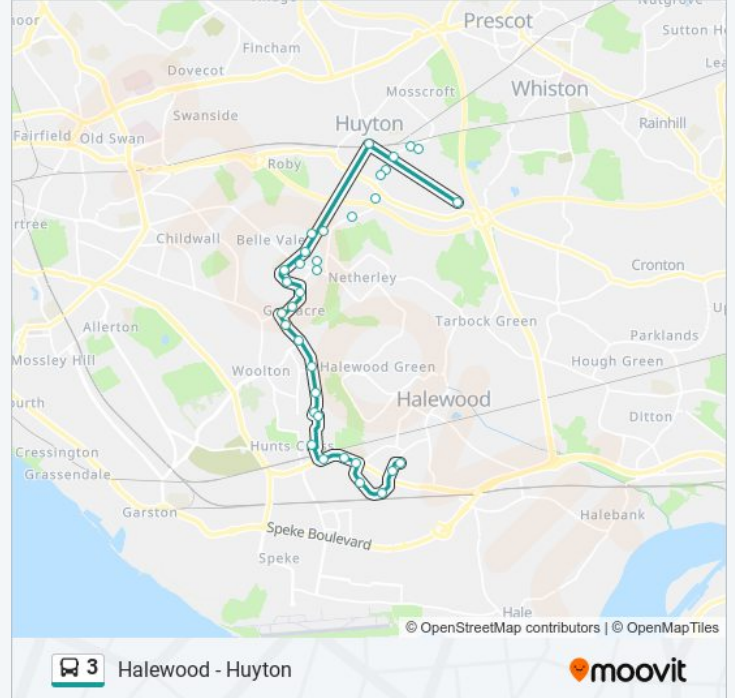 Prescot
Sutton
Fincham
Dovecot
Mosscroft
Whiston
Swanside
Huyton
Rainhill
Fairfield
Old Swan
Roby
Childwall
Belle Vale
Cronton
Netherley
Gateacre
Tarbock Green
Allerton
Parklands
Mossley Hill
Halewood Green
Hough Green
Woolton
Halewood
Ditton
Cressington
Hunts Cross
Grassendale
Garston
Halebank
Speke Boulevard
Speke
Hale
© OpenStreetMap contributors | © OpenMapTiles
3 Halewood - Huyton
moovit